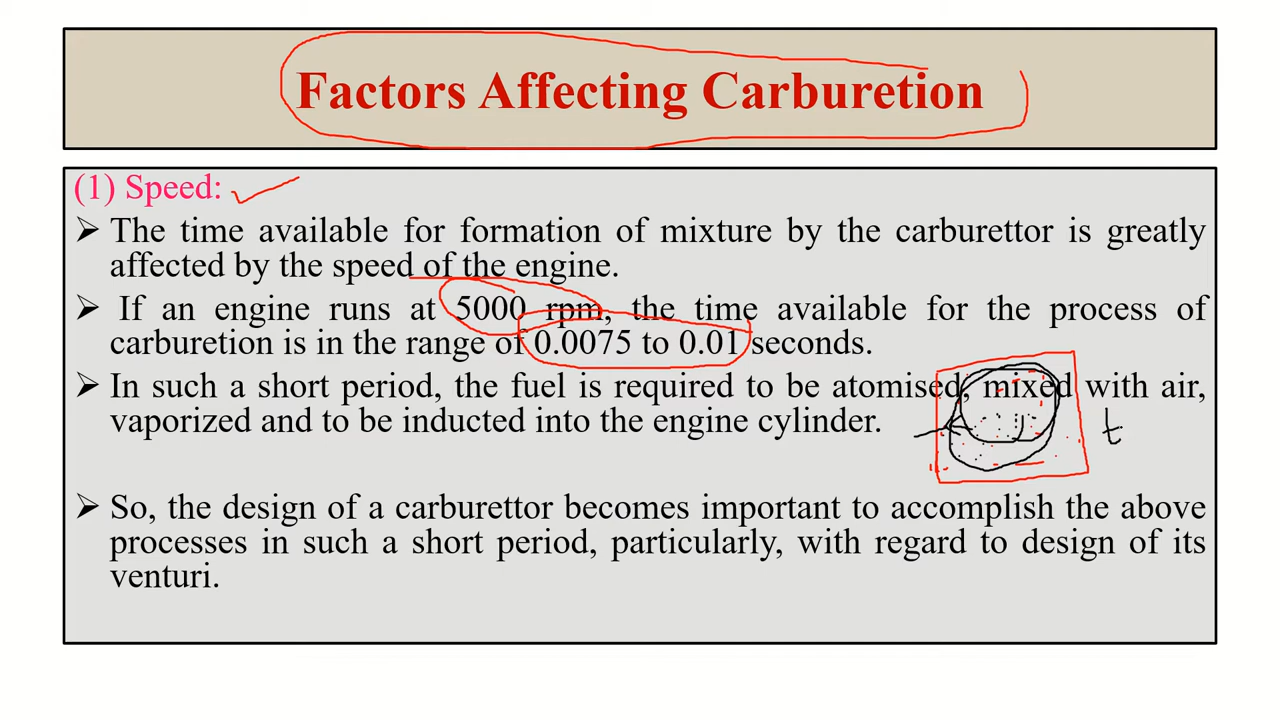 Factors Affecting Carburetion
(1) Speed:
➢ The time available for formation of mixture by the carburettor is greatly
affected by the speed of the engine.
➢ If an engine runs at 5000 rpm, the time available for the process of
carburetion is in the range of 0.0075 to 0.01 seconds.
➢ In such a short period, the fuel is required to be atomised, mixed with air,
vaporized and to be inducted into the engine cylinder.
t
➢ So, the design of a carburettor becomes important to accomplish the above
processes in such a short period, particularly, with regard to design of its
venturi.